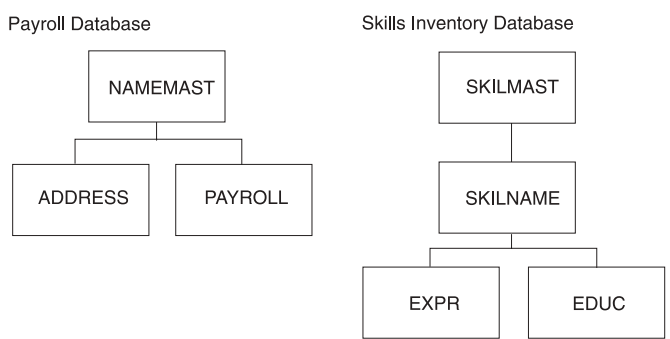 Payroll Database
NAMEMAST
ADDRESS
PAYROLL
Skills Inventory Database
SKILMAST
SKILNAME
EXPR
EDUC